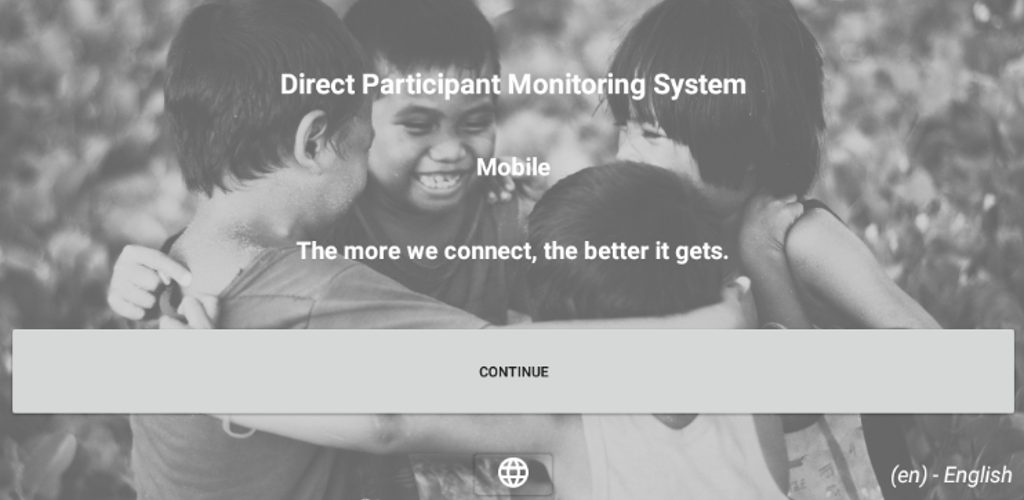 Direct Participant Monitoring System
Mobile
The more we connect, the better it gets.
CONTINUE
(en) - English